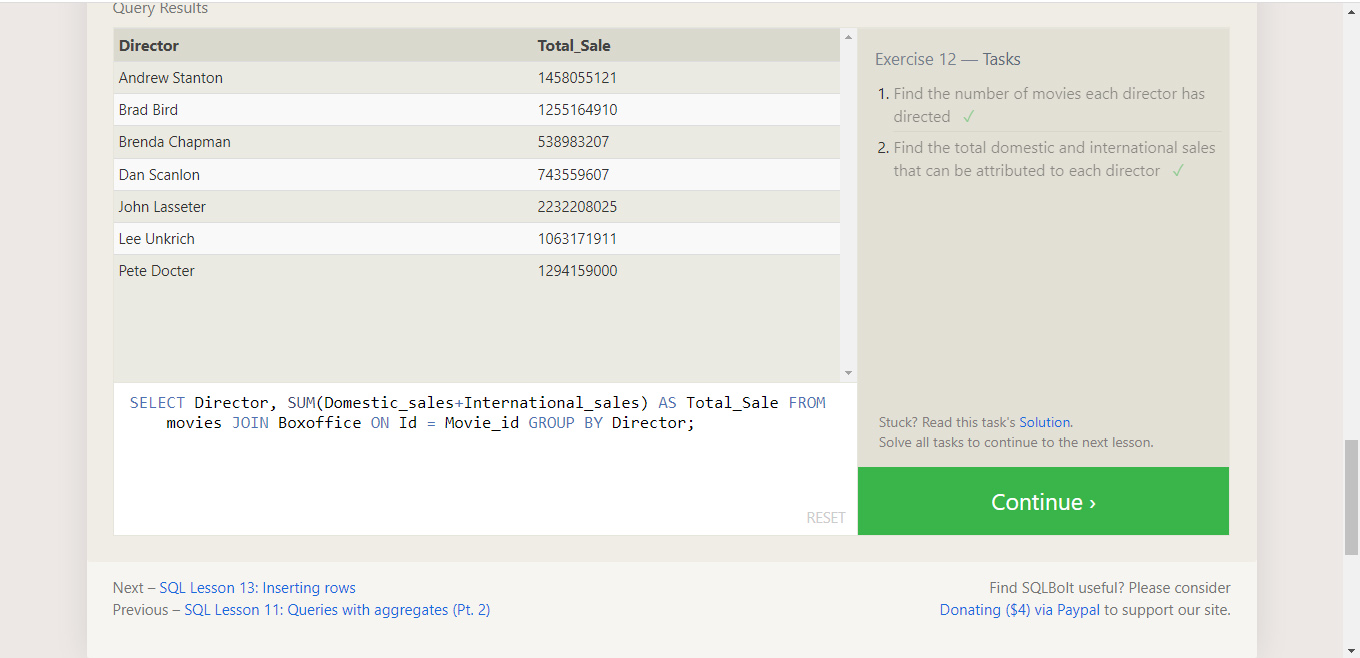 Query Results
Director Total_Sale
Andrew Stanton 1458055121
Brad Bird 1255164910
Brenda Chapman 538983207
Dan Scanlon 743559607
John Lasseter 2232208025
Lee Unkrich 1063171911
Pete Docter 1294159000
SELECT Director, SUM(Domestic_sales+International_sales) AS Total_Sale FROM
movies JOIN Boxoffice ON Id = Movie_id GROUP BY Director;
RESET
Exercise 12 — Tasks
1. Find the number of movies each director has
directed ✓
2. Find the total domestic and international sales
that can be attributed to each director ✓
Stuck? Read this task's Solution.
Solve all tasks to continue to the next lesson.
Continue ›
Next – SQL Lesson 13: Inserting rows
Previous – SQL Lesson 11: Queries with aggregates (Pt. 2)
Find SQLBolt useful? Please consider
Donating ($4) via Paypal to support our site.